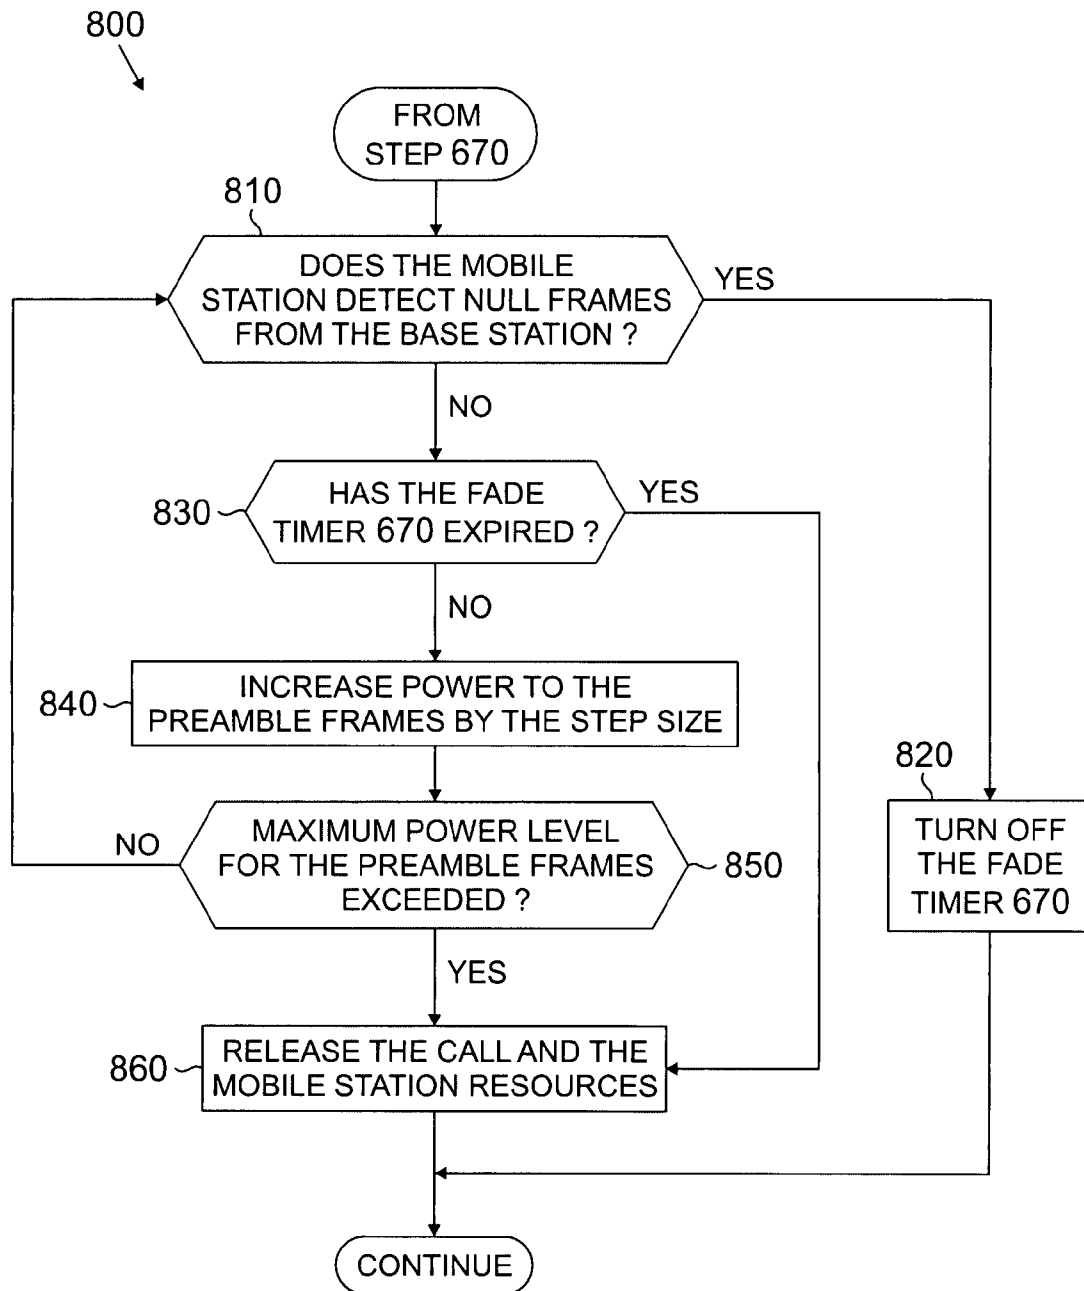 800
FROM
STEP 670
810
DOES THE MOBILE
STATION DETECT NULL FRAMES
FROM THE BASE STATION ?
YES
NO
830
HAS THE FADE
TIMER 670 EXPIRED ?
YES
NO
840
INCREASE POWER TO THE
PREAMBLE FRAMES BY THE STEP SIZE
820
TURN OFF
THE FADE
TIMER 670
NO
MAXIMUM POWER LEVEL
FOR THE PREAMBLE FRAMES
EXCEEDED ?
850
YES
860
RELEASE THE CALL AND THE
MOBILE STATION RESOURCES
CONTINUE